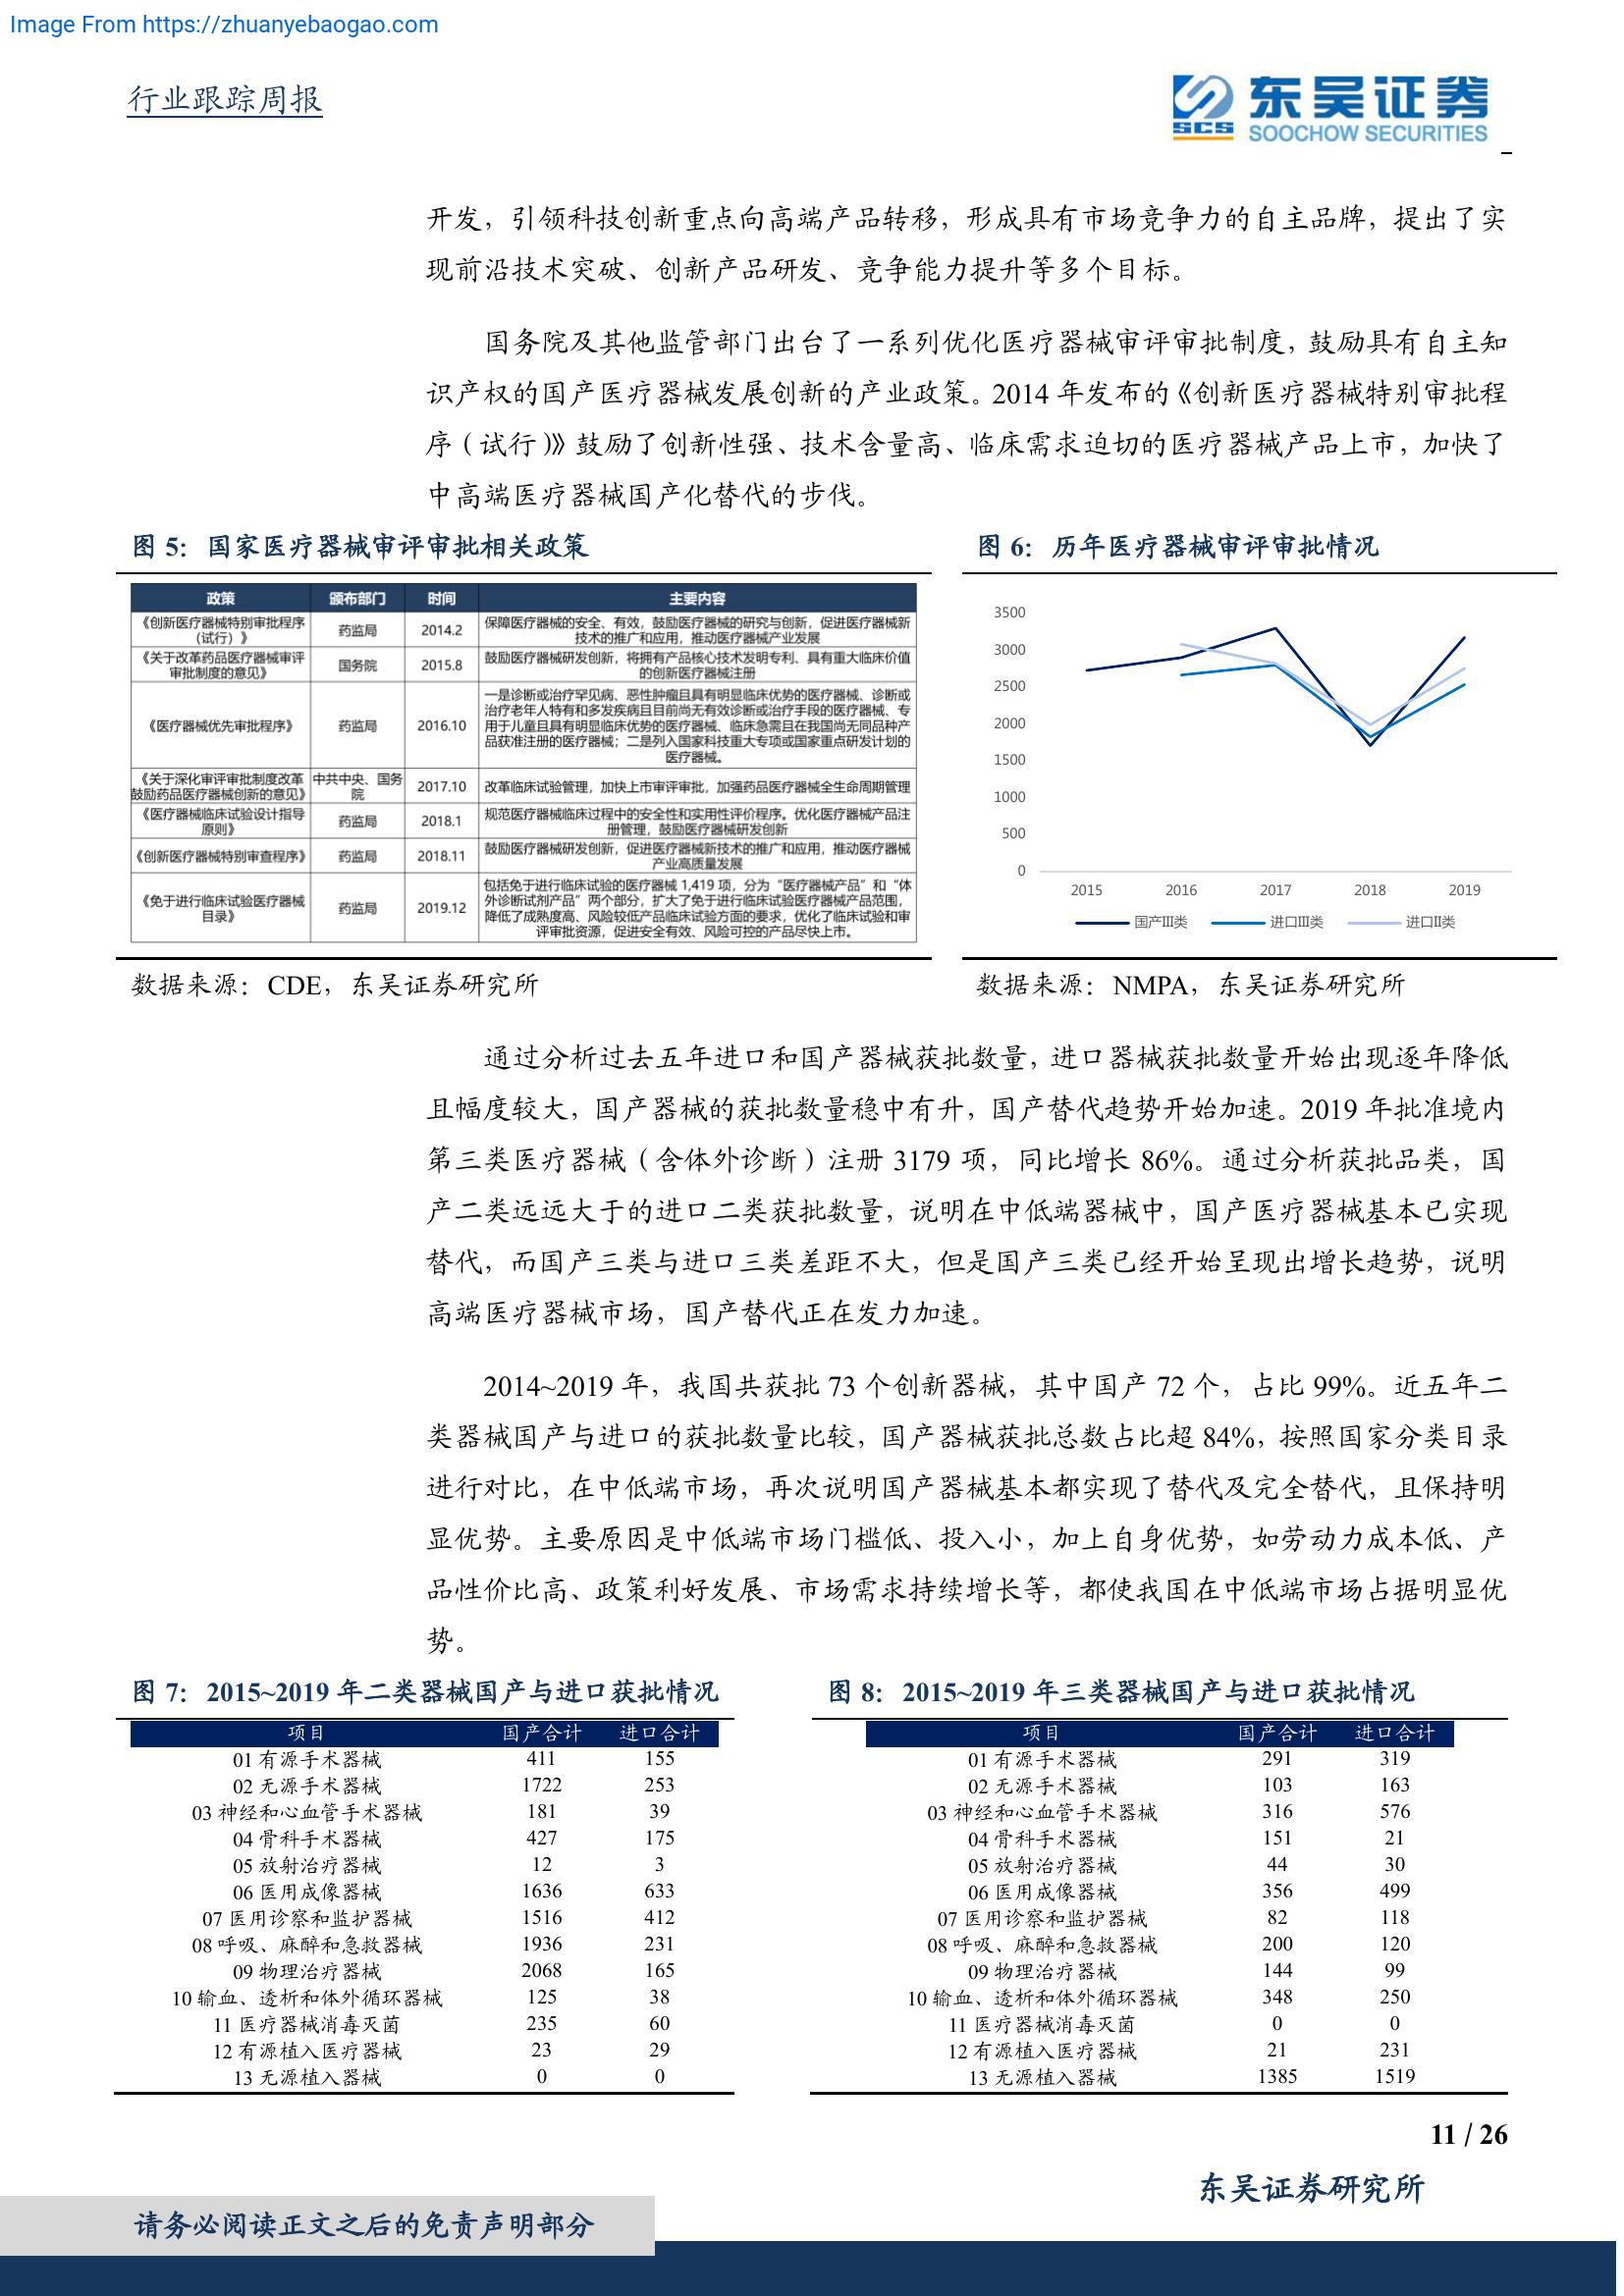 Image From https://zhuanyebaogao.com
行业跟踪周报
SCS
东吴证券
SOOCHOW SECURITIES
开发，引领科技创新重点向高端产品转移，形成具有市场竞争力的自主品牌，提出了实
现前沿技术突破、创新产品研发、竞争能力提升等多个目标。
国务院及其他监管部门出台了一系列优化医疗器械审评审批制度，鼓励具有自主知
识产权的国产医疗器械发展创新的产业政策。2014 年发布的《创新医疗器械特别审批程
序（试行）》鼓励了创新性强、技术含量高、临床需求迫切的医疗器械产品上市，加快了
中高端医疗器械国产化替代的步伐。
图 5：国家医疗器械审评审批相关政策
政策 颁布部门 时间 主要内容
《创新医疗器械特别审批程序
（试行）》
药监局 2014.2
保障医疗器械的安全、有效，鼓励医疗器械的研究与创新，促进医疗器械新
技术的推广和应用，推动医疗器械产业发展
《关于改革药品医疗器械审评
审批制度的意见》
国务院 2015.8
鼓励医疗器械研发创新，将拥有产品核心技术发明专利、具有重大临床价值
的创新医疗器械注册
《医疗器械优先审批程序》 药监局 2016.10
一是诊断或治疗罕见病、恶性肿瘤且具有明显临床优势的医疗器械、诊断或
治疗老年人特有和多发疾病且目前尚无有效诊断或治疗手段的医疗器械、专
用于儿童且具有明显临床优势的医疗器械、临床急需且在我国尚无同品种产
品获准注册的医疗器械；二是列入国家科技重大专项或国家重点研发计划的
医疗器械。
《关于深化审评审批制度改革
鼓励药品医疗器械创新的意见》
中共中央、国务
院
2017.10 改革临床试验管理，加快上市审评审批，加强药品医疗器械全生命周期管理
《医疗器械临床试验设计指导
原则》
药监局 2018.1
规范医疗器械临床过程中的安全性和实用性评价程序。优化医疗器械产品注
册管理，鼓励医疗器械研发创新
《创新医疗器械特别审查程序》 药监局 2018.11
鼓励医疗器械研发创新，促进医疗器械新技术的推广和应用，推动医疗器械
产业高质量发展
《免于进行临床试验医疗器械
目录》
药监局 2019.12
包括免于进行临床试验的医疗器械 1,419 项，分为“医疗器械产品”和“体
外诊断试剂产品”两个部分，扩大了免于进行临床试验医疗器械产品范围，
降低了成熟度高、风险较低产品临床试验方面的要求，优化了临床试验和审
评审批资源，促进安全有效、风险可控的产品尽快上市。
数据来源：CDE，东吴证券研究所
图 6：历年医疗器械审评审批情况
3500
3000
2500
2000
1500
1000
500
0
2015 2016 2017 2018 2019
国产III类 进口III类 进口II类
数据来源：NMPA，东吴证券研究所
通过分析过去五年进口和国产器械获批数量，进口器械获批数量开始出现逐年降低
且幅度较大，国产器械的获批数量稳中有升，国产替代趋势开始加速。2019 年批准境内
第三类医疗器械（含体外诊断）注册 3179 项，同比增长 86%。通过分析获批品类，国
产二类远远大于的进口二类获批数量，说明在中低端器械中，国产医疗器械基本已实现
替代，而国产三类与进口三类差距不大，但是国产三类已经开始呈现出增长趋势，说明
高端医疗器械市场，国产替代正在发力加速。
2014~2019 年，我国共获批 73 个创新器械，其中国产 72 个，占比 99%。近五年二
类器械国产与进口的获批数量比较，国产器械获批总数占比超 84%，按照国家分类目录
进行对比，在中低端市场，再次说明国产器械基本都实现了替代及完全替代，且保持明
显优势。主要原因是中低端市场门槛低、投入小，加上自身优势，如劳动力成本低、产
品性价比高、政策利好发展、市场需求持续增长等，都使我国在中低端市场占据明显优
势。
图 7：2015~2019 年二类器械国产与进口获批情况
项目 国产合计 进口合计
01 有源手术器械 411 155
02 无源手术器械 1722 253
03 神经和心血管手术器械 181 39
04 骨科手术器械 427 175
05 放射治疗器械 12 3
06 医用成像器械 1636 633
07 医用诊察和监护器械 1516 412
08 呼吸、麻醉和急救器械 1936 231
09 物理治疗器械 2068 165
10 输血、透析和体外循环器械 125 38
11 医疗器械消毒灭菌 235 60
12 有源植入医疗器械 23 29
13 无源植入器械 0 0
图 8：2015~2019 年三类器械国产与进口获批情况
项目 国产合计 进口合计
01 有源手术器械 291 319
02 无源手术器械 103 163
03 神经和心血管手术器械 316 576
04 骨科手术器械 151 21
05 放射治疗器械 44 30
06 医用成像器械 356 499
07 医用诊察和监护器械 82 118
08 呼吸、麻醉和急救器械 200 120
09 物理治疗器械 144 99
10 输血、透析和体外循环器械 348 250
11 医疗器械消毒灭菌 0 0
12 有源植入医疗器械 21 231
13 无源植入器械 1385 1519
11 / 26
东吴证券研究所
请务必阅读正文之后的免责声明部分